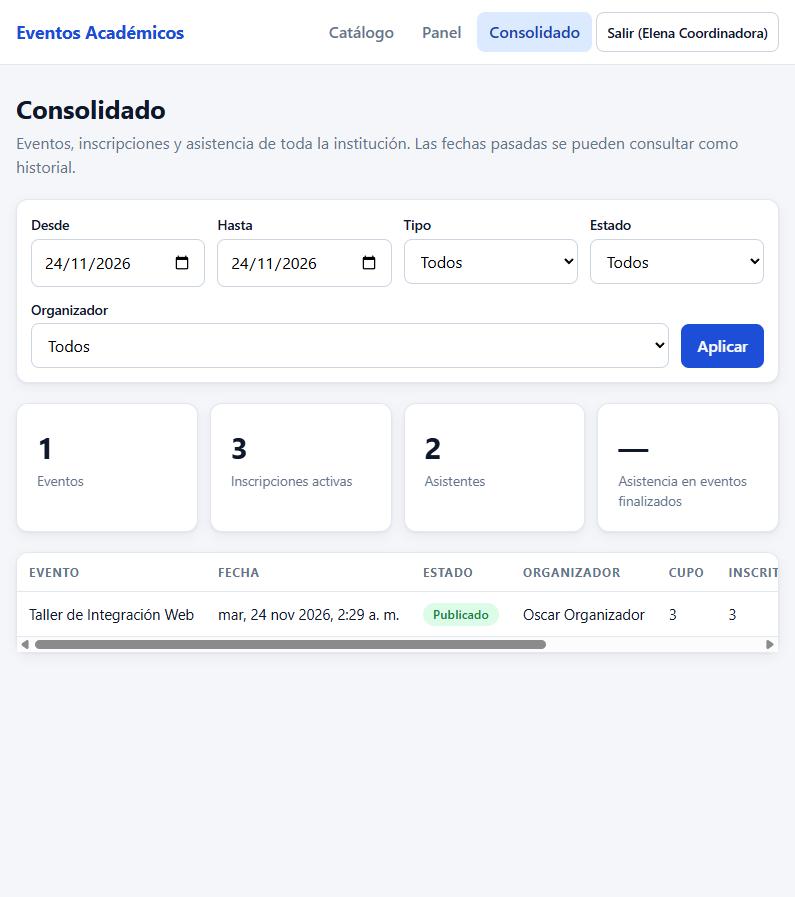 Eventos Académicos
Catálogo
Panel
Consolidado
Salir (Elena Coordinadora)
Consolidado
Eventos, inscripciones y asistencia de toda la institución. Las fechas pasadas se pueden consultar como
historial.
Desde
Hasta
Tipo
Estado
24/11/2026
24/11/2026
Todos
Todos
Organizador
Todos
Aplicar
1
Eventos
3
Inscripciones activas
2
Asistentes
—
Asistencia en eventos
finalizados
EVENTO FECHA ESTADO ORGANIZADOR CUPO INSCRIT
Taller de Integración Web mar, 24 nov 2026, 2:29 a. m. Publicado Oscar Organizador 3 3